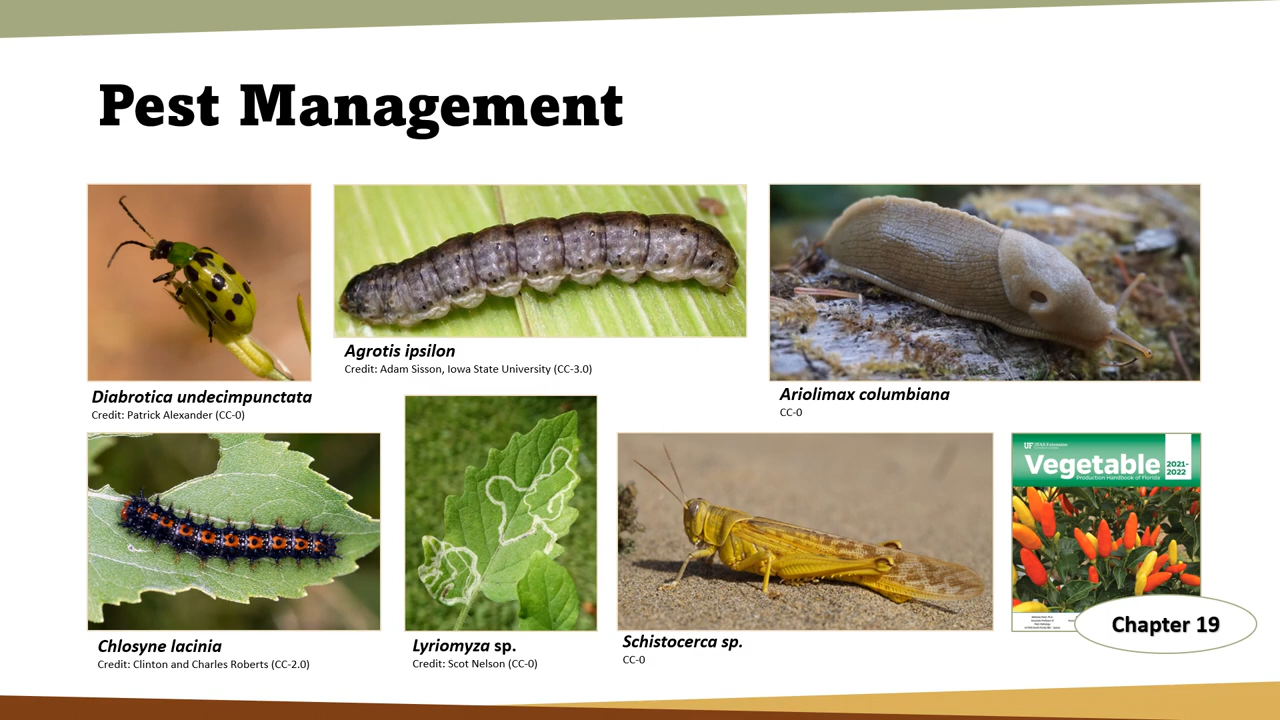 Pest Management
Diabrotica undecimpunctata
Credit: Patrick Alexander (CC-0)
Agrotis ipsilon
Credit: Adam Sisson, Iowa State University (CC-3.0)
Ariolimax columbiana
CC-0
Chlosyne lacinia
Credit: Clinton and Charles Roberts (CC-2.0)
Lyriomyza sp.
Credit: Scot Nelson (CC-0)
Schistocerca sp.
CC-0
UF
Vegetable
2021-
2022
Production Handbook of Florida
Chapter 19